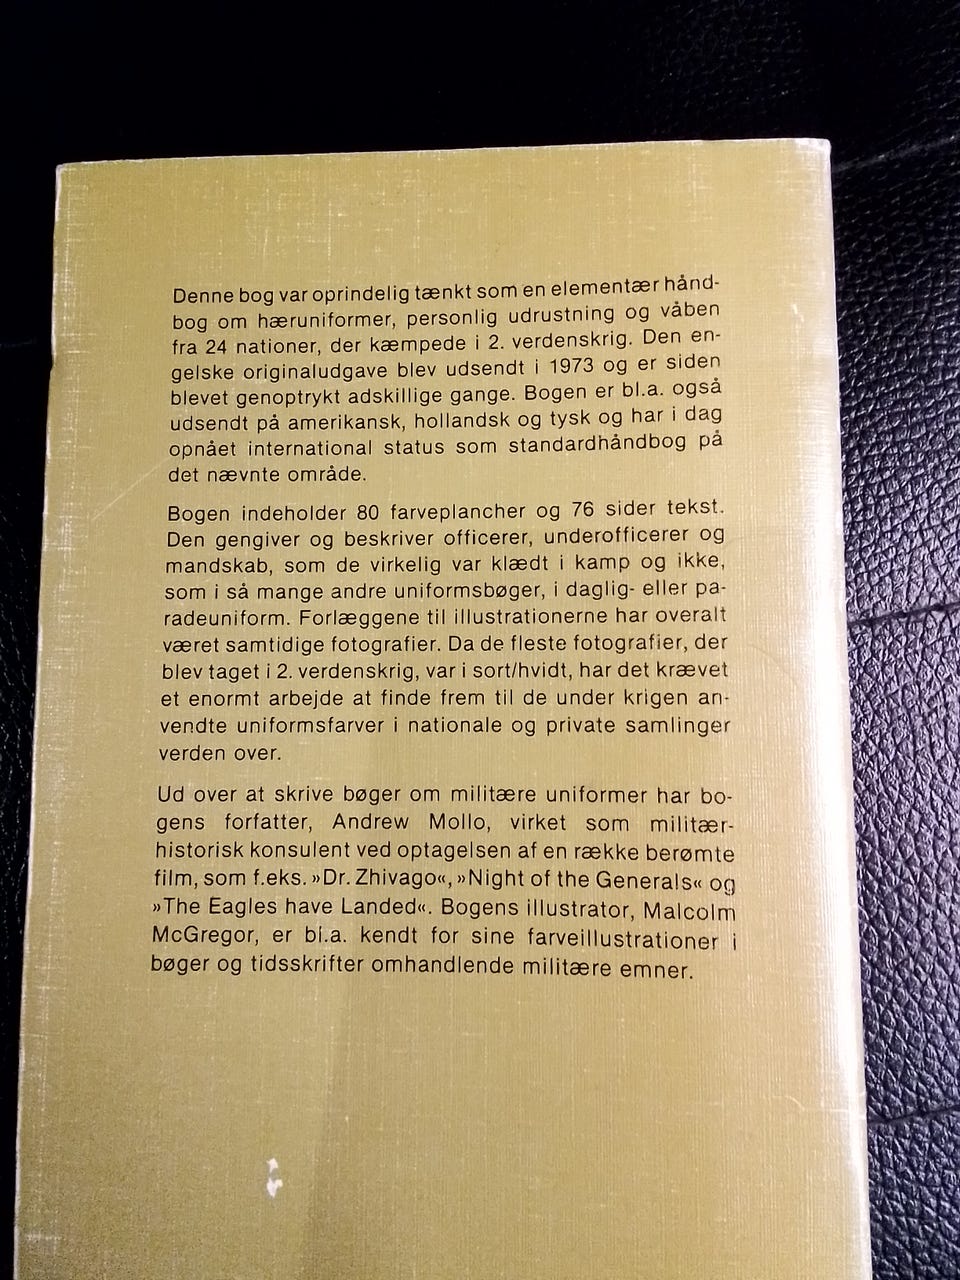 Denne bog var oprindelig tænkt som en elementær hånd-
bog om hæruniformer, personlig udrustning og våben
fra 24 nationer, der kæmpede i 2. verdenskrig. Den en-
gelske originaludgave blev udsendt i 1973 og er siden
blevet genoptrykt adskillige gange. Bogen er bl.a. også
udsendt på amerikansk, hollandsk og tysk og har i dag
opnået international status som standardhåndbog på
det nævnte område.
Bogen indeholder 80 farveplancher og 76 sider tekst.
Den gengiver og beskriver officerer, underofficerer og
mandskab, som de virkelig var klædt i kamp og ikke,
som i så mange andre uniformsbøger, i daglig- eller pa-
radeuniform. Forlæggene til illustrationerne har overalt
været samtidige fotografier. Da de fleste fotografier, der
blev taget i 2. verdenskrig, var i sort/hvidt, har det krævet
et enormt arbejde at finde frem til de under krigen an-
vendte uniformsfarver i nationale og private samlinger
verden over.
Ud over at skrive bøger om militære uniformer har bo-
gens forfatter, Andrew Mollo, virket som militær-
historisk konsulent ved optagelsen af en række berømte
film, som f.eks. »Dr. Zhivago«, »Night of the Generals« og
»The Eagles have Landed«. Bogens illustrator, Malcolm
McGregor, er bl.a. kendt for sine farveillustrationer i
bøger og tidsskrifter omhandlende militære emner.